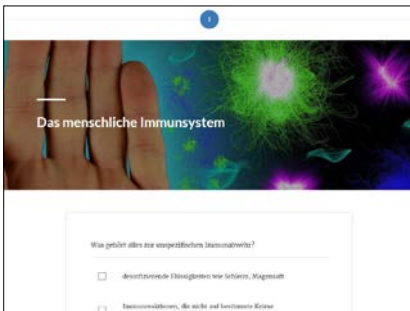 1
Das menschliche Immunsystem
Was gehört alles zur unspezifischen Immunabwehr?
desinfizierende Flüssigkeiten wie Schleim, Magensaft
Immunreaktionen, die nicht auf bestimmte Keime